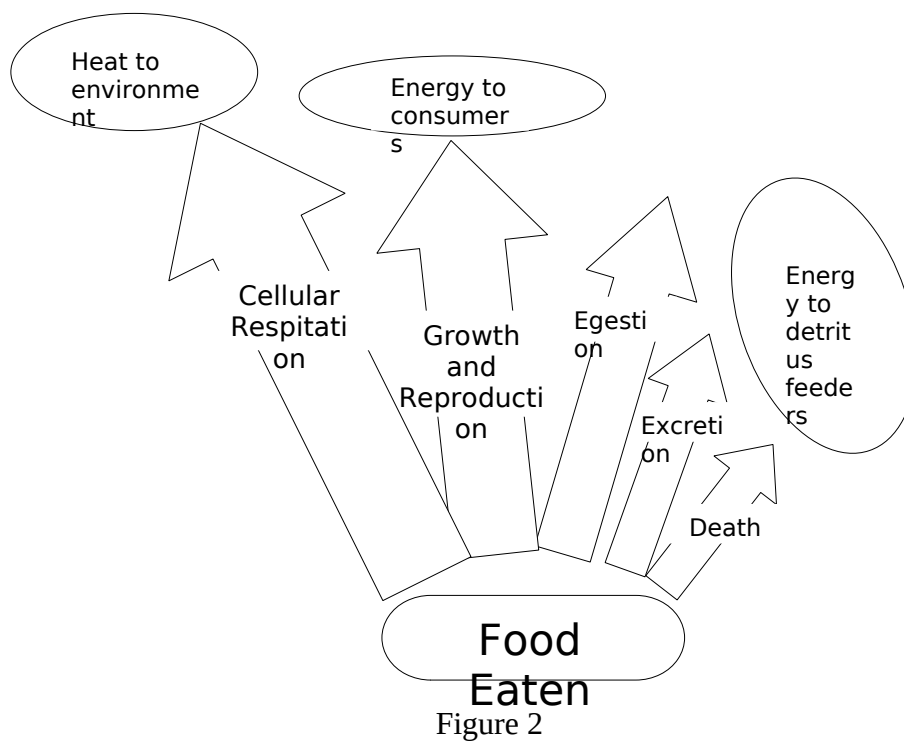 Heat to
environme
nt
Energy to
consumer
s
Cellular
Respitati
on
Growth
and
Reproducti
on
Egesti
on
Excreti
on
Death
Energ
y to
detrit
us
feede
rs
Food
Eaten
Figure 2